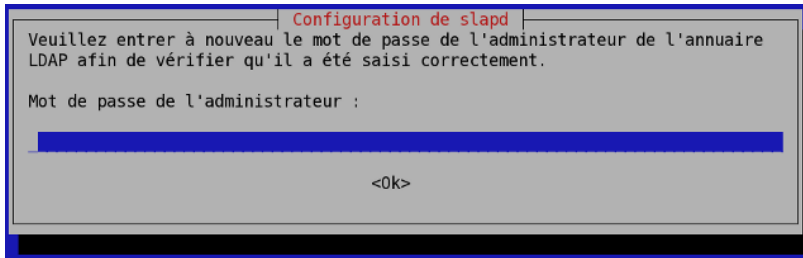 Configuration de slapd
Veuillez entrer à nouveau le mot de passe de l'administrateur de l'annuaire
LDAP afin de vérifier qu'il a été saisi correctement.
Mot de passe de l'administrateur :
<Ok>